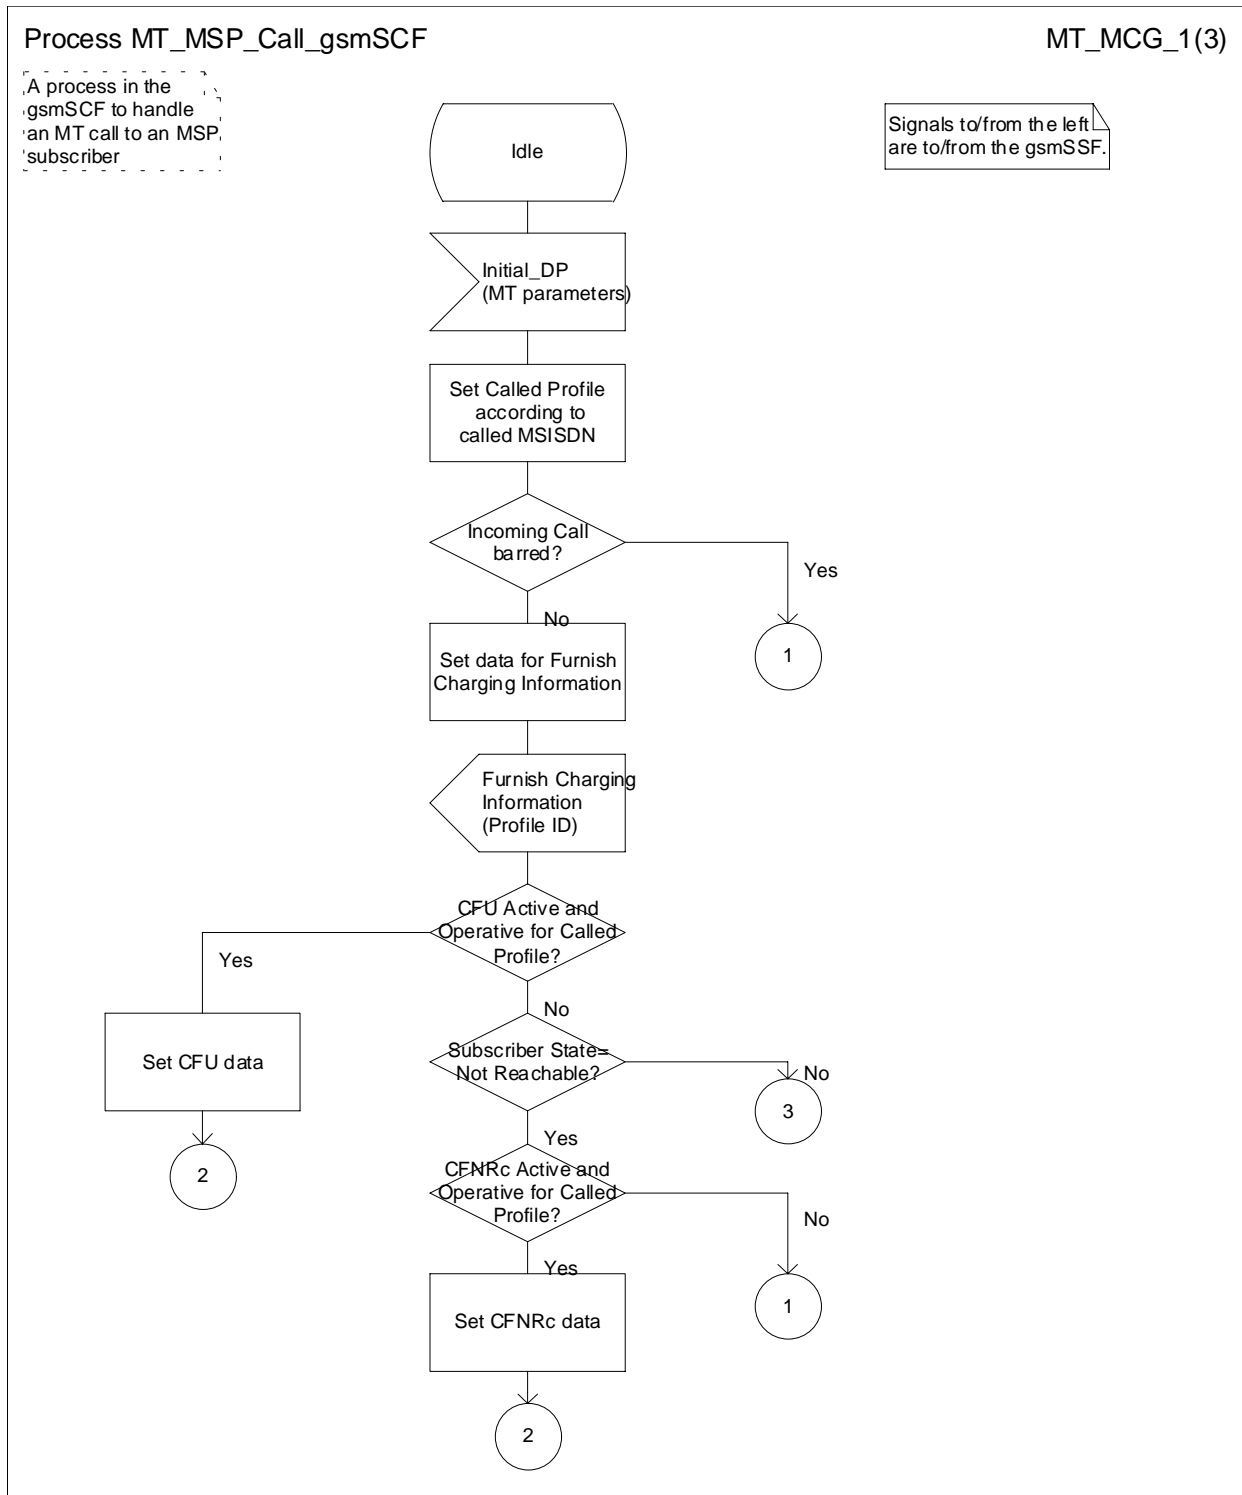 Process MT_MSP_Call_gsmSCF
MT_MCG_1(3)
A process in the
gsmSCF to handle
an MT call to an MSP
subscriber
Signals to/from the left
are to/from the gsmSSF.
Idle
Initial_DP
(MT parameters)
Set Called Profile
according to
called MSISDN
Incoming Call
barred?
Yes
No
1
Set data for Furnish
Charging Information
Furnish Charging
Information
(Profile ID)
CFU Active and
Operative for Called
Profile?
Yes
No
Set CFU data
Subscriber State=
Not Reachable?
No
3
Yes
2
CFNRc Active and
Operative for Called
Profile?
No
Yes
1
Set CFNRc data
2